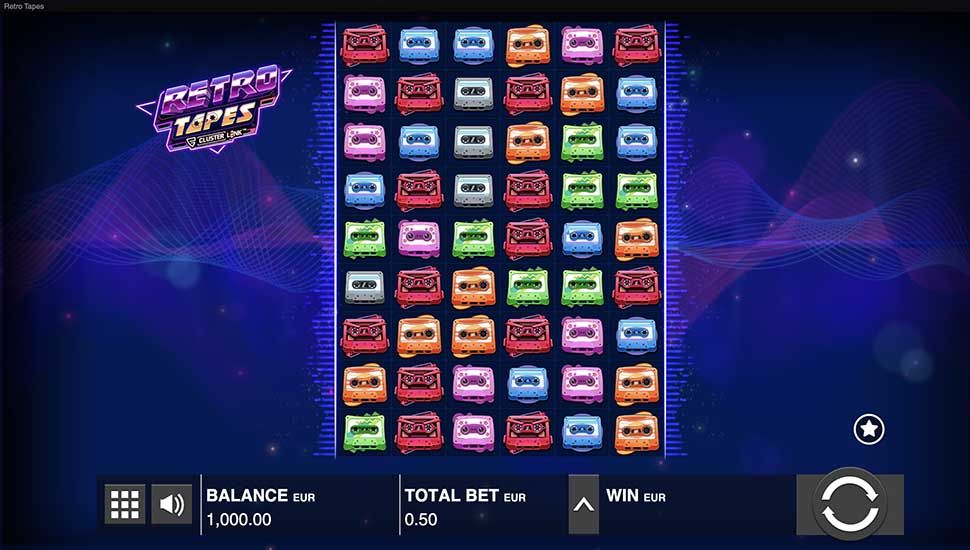 Retro Tapes
RETRO
TAPES
CLUSTER LINK
BALANCE EUR
1,000.00
TOTAL BET EUR
0.50
WIN EUR